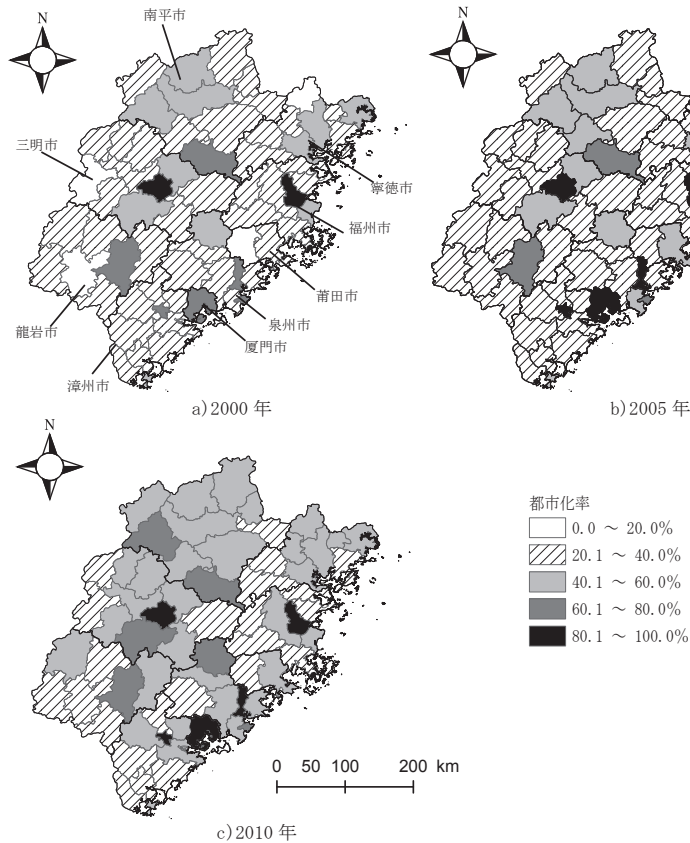 N
南平市
三明市
寧徳市
福州市
莆田市
泉州市
厦門市
龍岩市
漳州市
a)2000 年
N
b)2005 年
N
都市化率
0.0 ～ 20.0%
20.1 ～ 40.0%
40.1 ～ 60.0%
60.1 ～ 80.0%
80.1 ～ 100.0%
0 50 100 200 km
c)2010 年